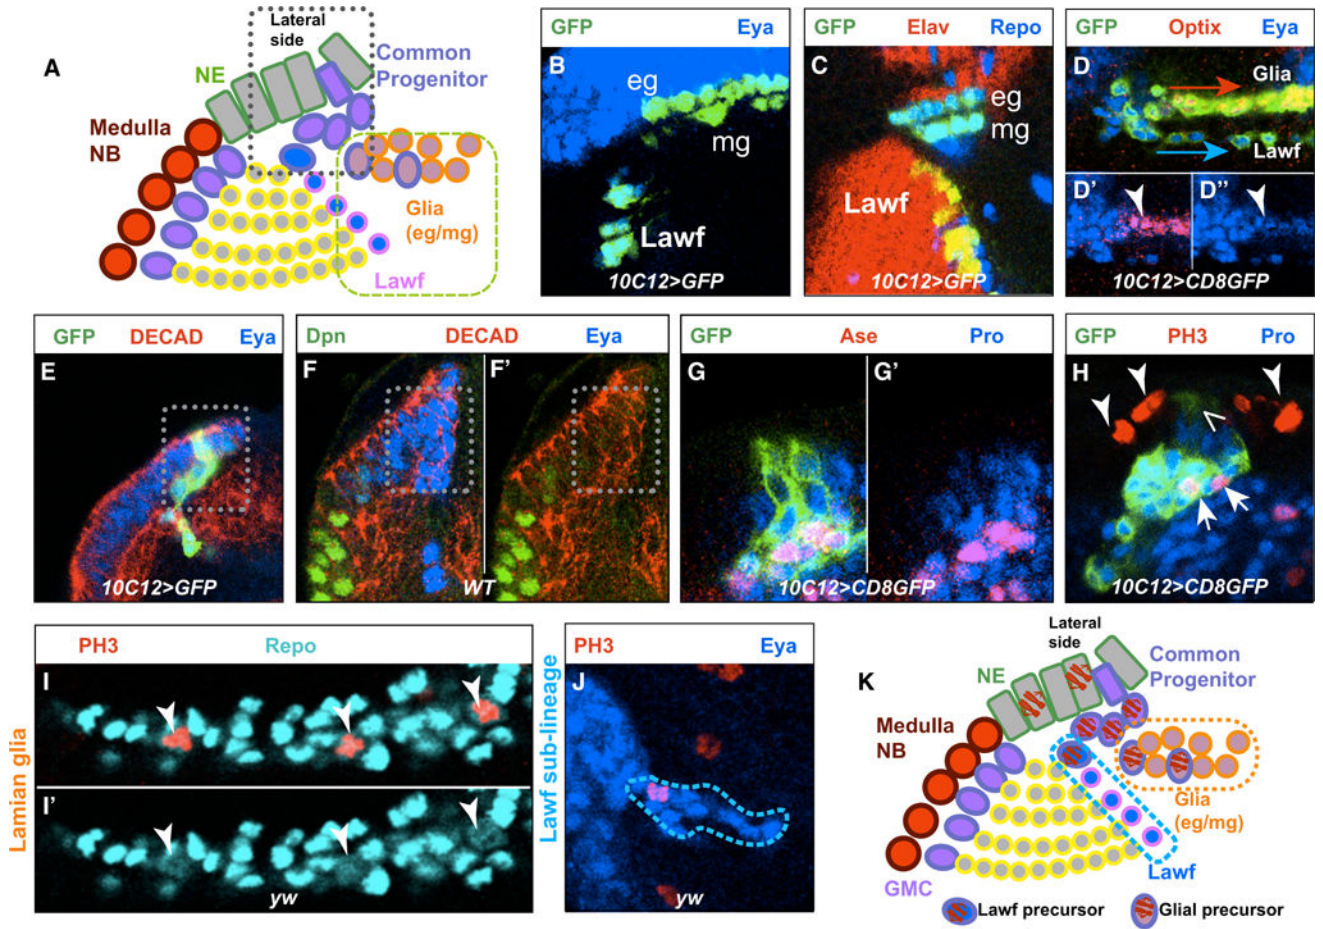 A
Lateral
side
NE
Common
Progenitor
Medulla
NB
Glia
(eg/mg)
Lawf
GFP Eya
B
eg
mg
Lawf
10C12>GFP
GFP Elav Repo
C
eg
mg
Lawf
10C12>GFP
GFP Optix Eya
D
Glia
Lawf
D' D''
10C12>CD8GFP
GFP DECAD Eya
E
10C12>GFP
Dpn DECAD Eya
F F'
WT
GFP Ase Pro
G G'
10C12>CD8GFP
GFP PH3 Pro
H
10C12>CD8GFP
Lamian glia
PH3 Repo
I
I'
yw
Lawf sub-lineage
PH3 Eya
J
yw
K
Lateral
side
NE
Common
Progenitor
Medulla
NB
Glia
(eg/mg)
Lawf
GMC
Lawf precursor Glial precursor